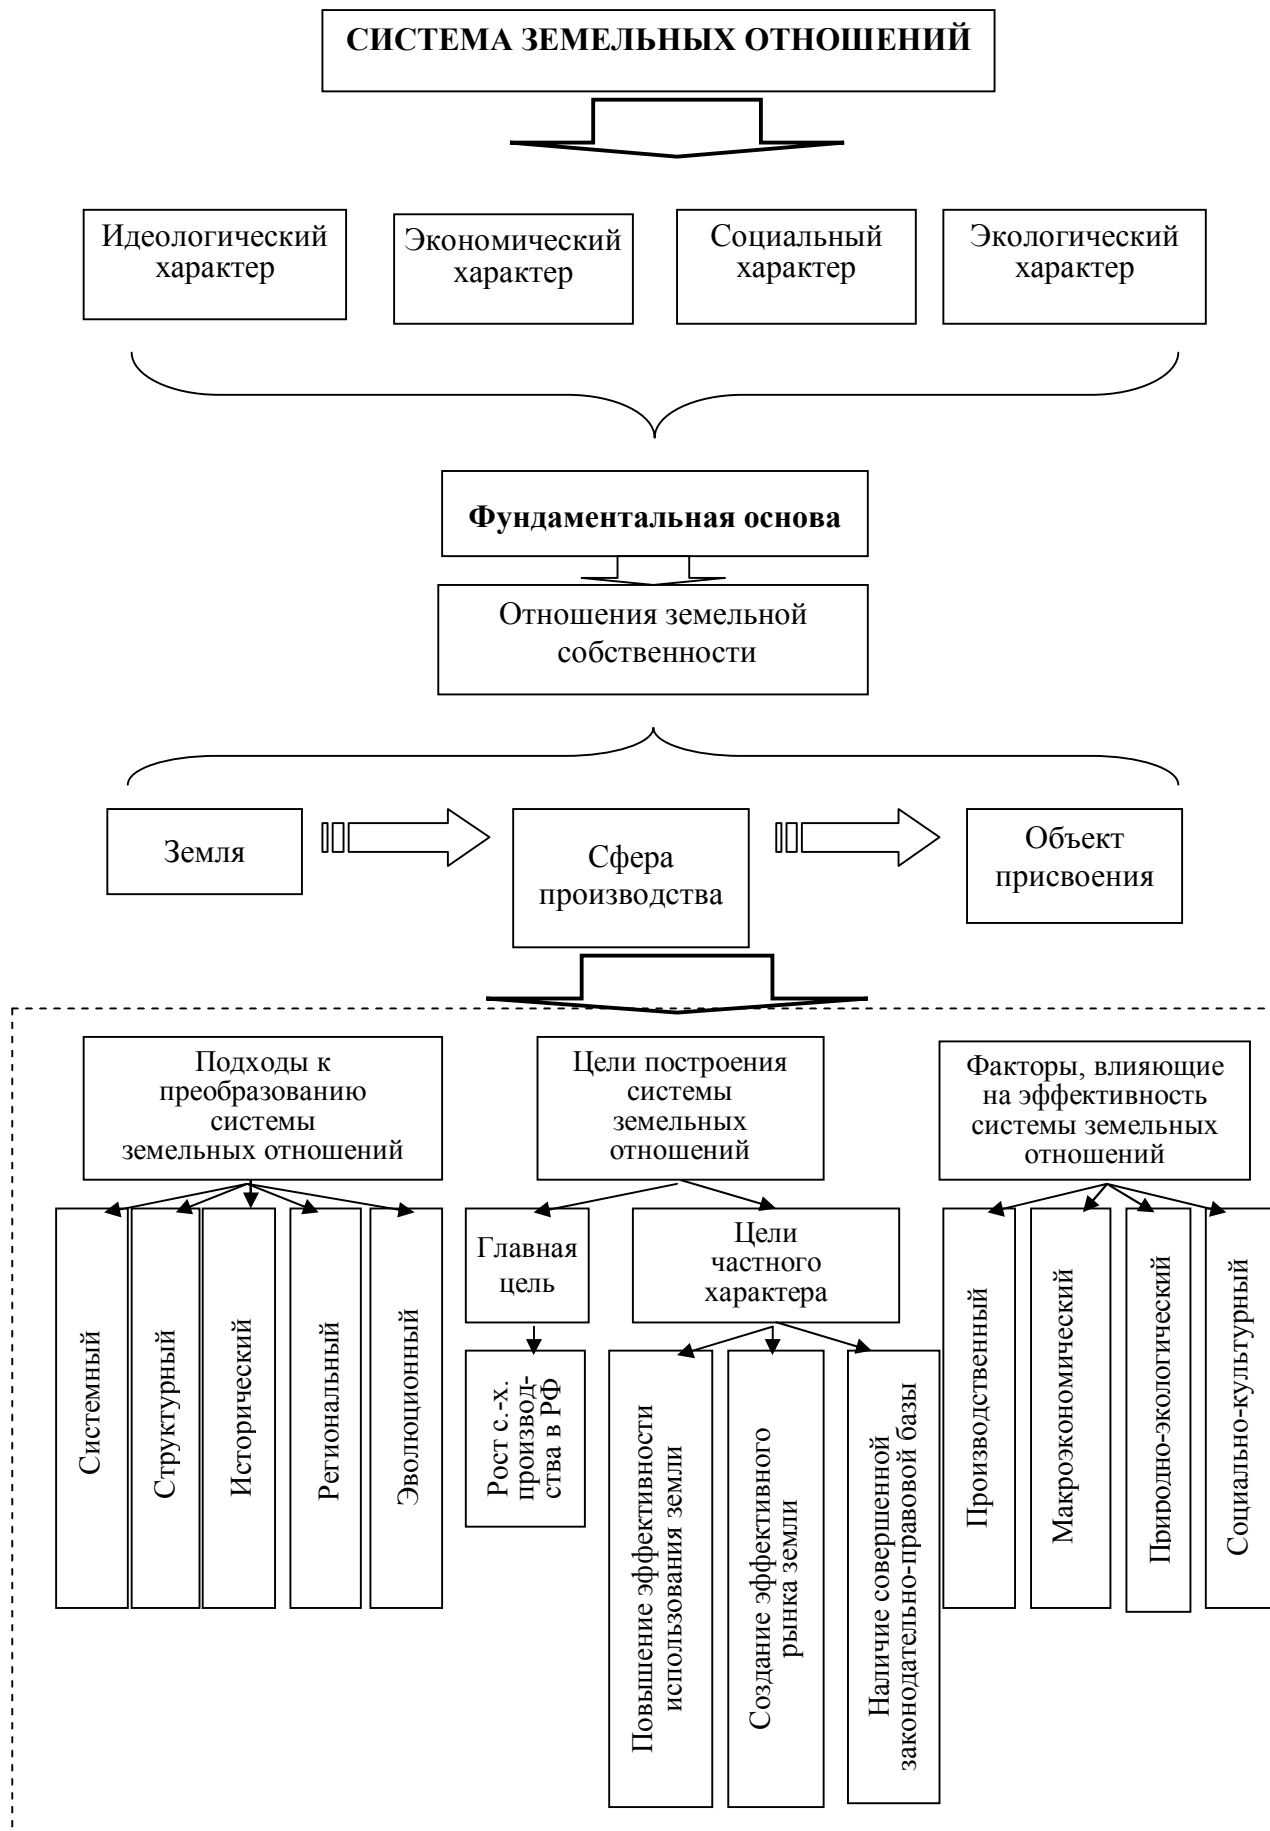 СИСТЕМА ЗЕМЕЛЬНЫХ ОТНОШЕНИЙ
Идеологический
характер
Экономический
характер
Социальный
характер
Экологический
характер
Фундаментальная основа
Отношения земельной
собственности
Земля
Сфера
производства
Объект
присвоения
Подходы к
преобразованию
системы
земельных отношений
Цели построения
системы
земельных
отношений
Факторы, влияющие
на эффективность
системы земельных
отношений
Системный
Структурный
Исторический
Региональный
Эволюционный
Главная
цель
Цели
частного
характера
Рост с.-х.
производ-
ства в РФ
Повышение эффективности
использования земли
Создание эффективного
рынка земли
Наличие совершенной
законодательно-правовой базы
Производственный
Макроэкономический
Природно-экологический
Социально-культурный